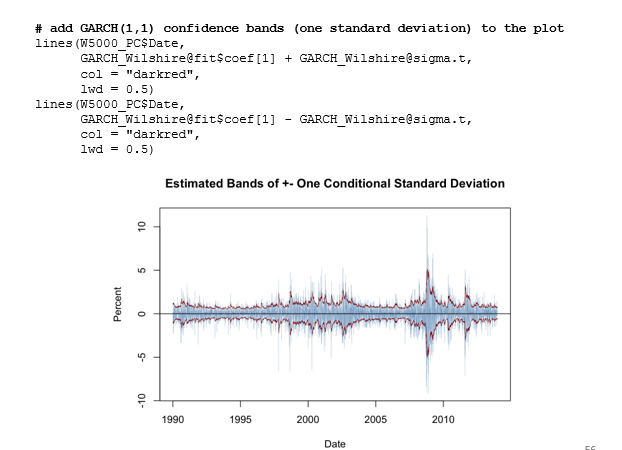 # add GARCH(1,1) confidence bands (one standard deviation) to the plot
lines(W5000_PC$Date,
GARCH_Wilshire@fit$coef[1] + GARCH_Wilshire@sigma.t,
col = "darkred",
lwd = 0.5)
lines(W5000_PC$Date,
GARCH_Wilshire@fit$coef[1] - GARCH_Wilshire@sigma.t,
col = "darkred",
lwd = 0.5)
Estimated Bands of +- One Conditional Standard Deviation
Percent
10
5
0
-5
-10
1990 1995 2000 2005 2010
Date